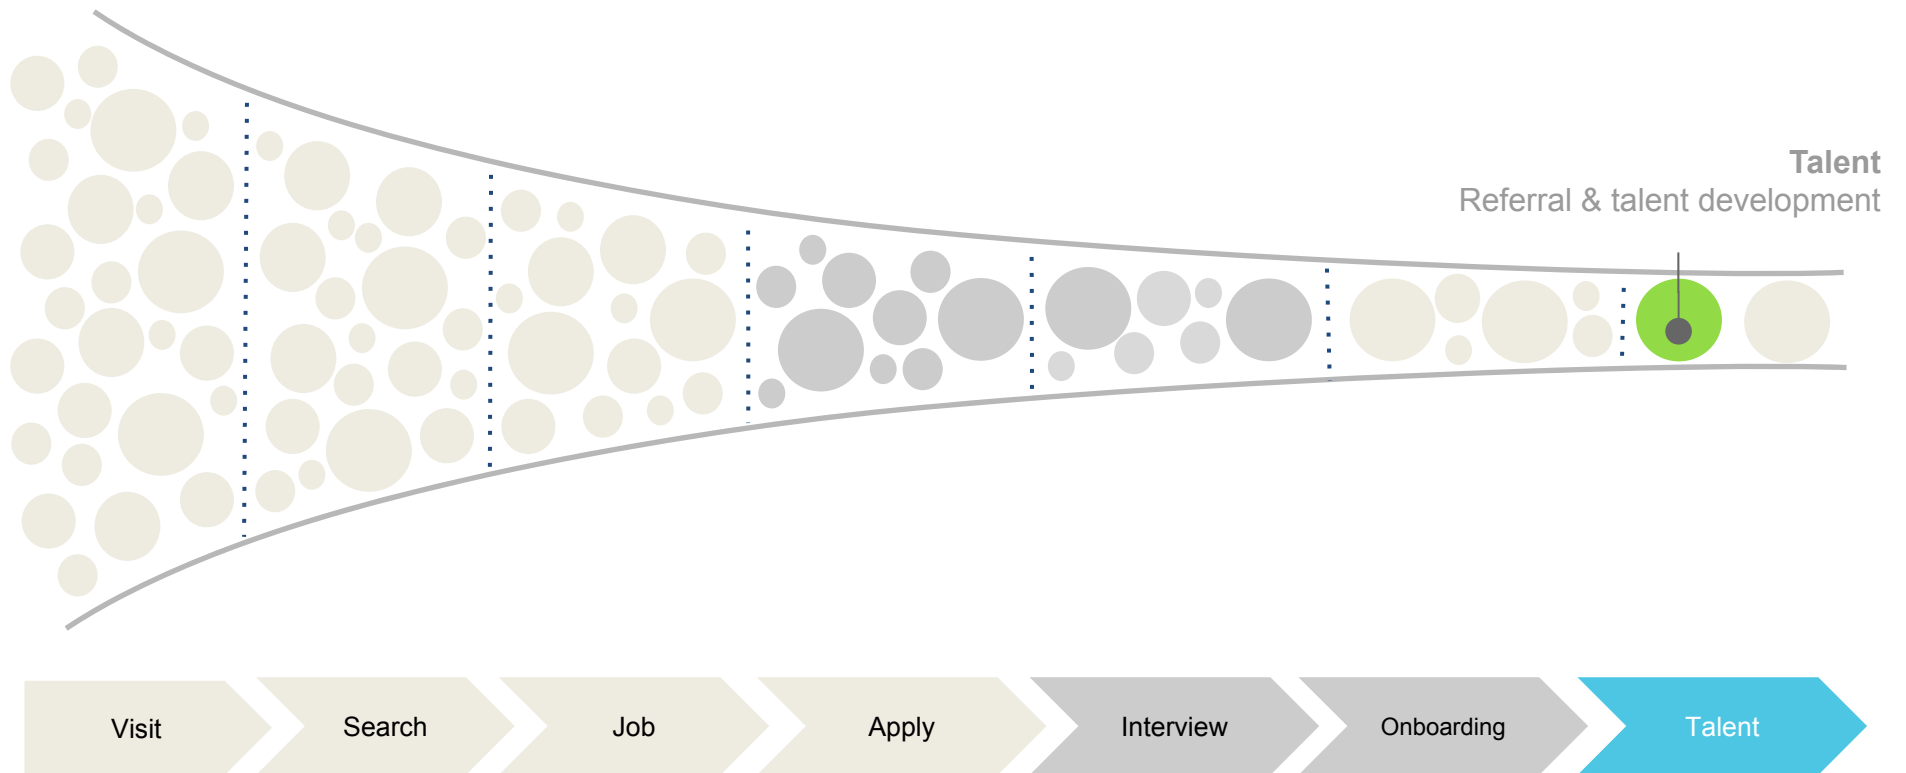 Talent
Referral & talent development
Visit
Search
Job
Apply
Interview
Onboarding
Talent